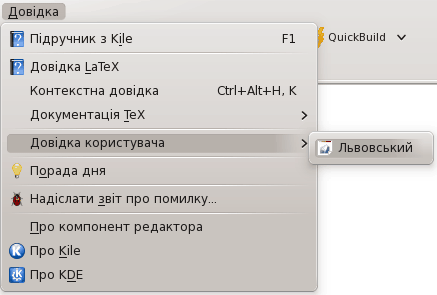 Довідка
Підручник з Kile F1
QuickBuild
Довідка LaTeX
Контекстна довідка Ctrl+Alt+H, K
Документація TeX
Довідка користувача
Львовський
Порада дня
Надіслати звіт про помилку...
Про компонент редактора
Про Kile
Про KDE